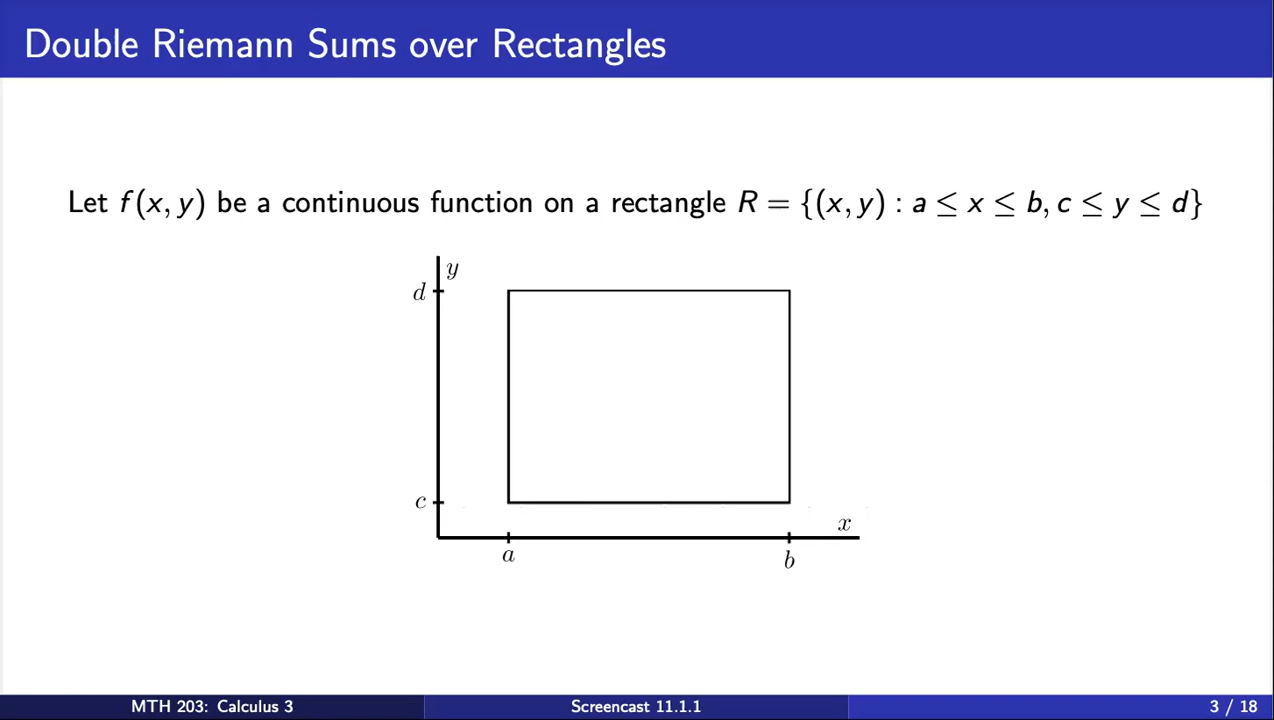 Double Riemann Sums over Rectangles
Let f(x, y) be a continuous function on a rectangle R = {(x, y) : a ≤ x ≤ b, c ≤ y ≤ d}
y
d
c
x
a
b
MTH 203: Calculus 3
Screencast 11.1.1
3 / 18